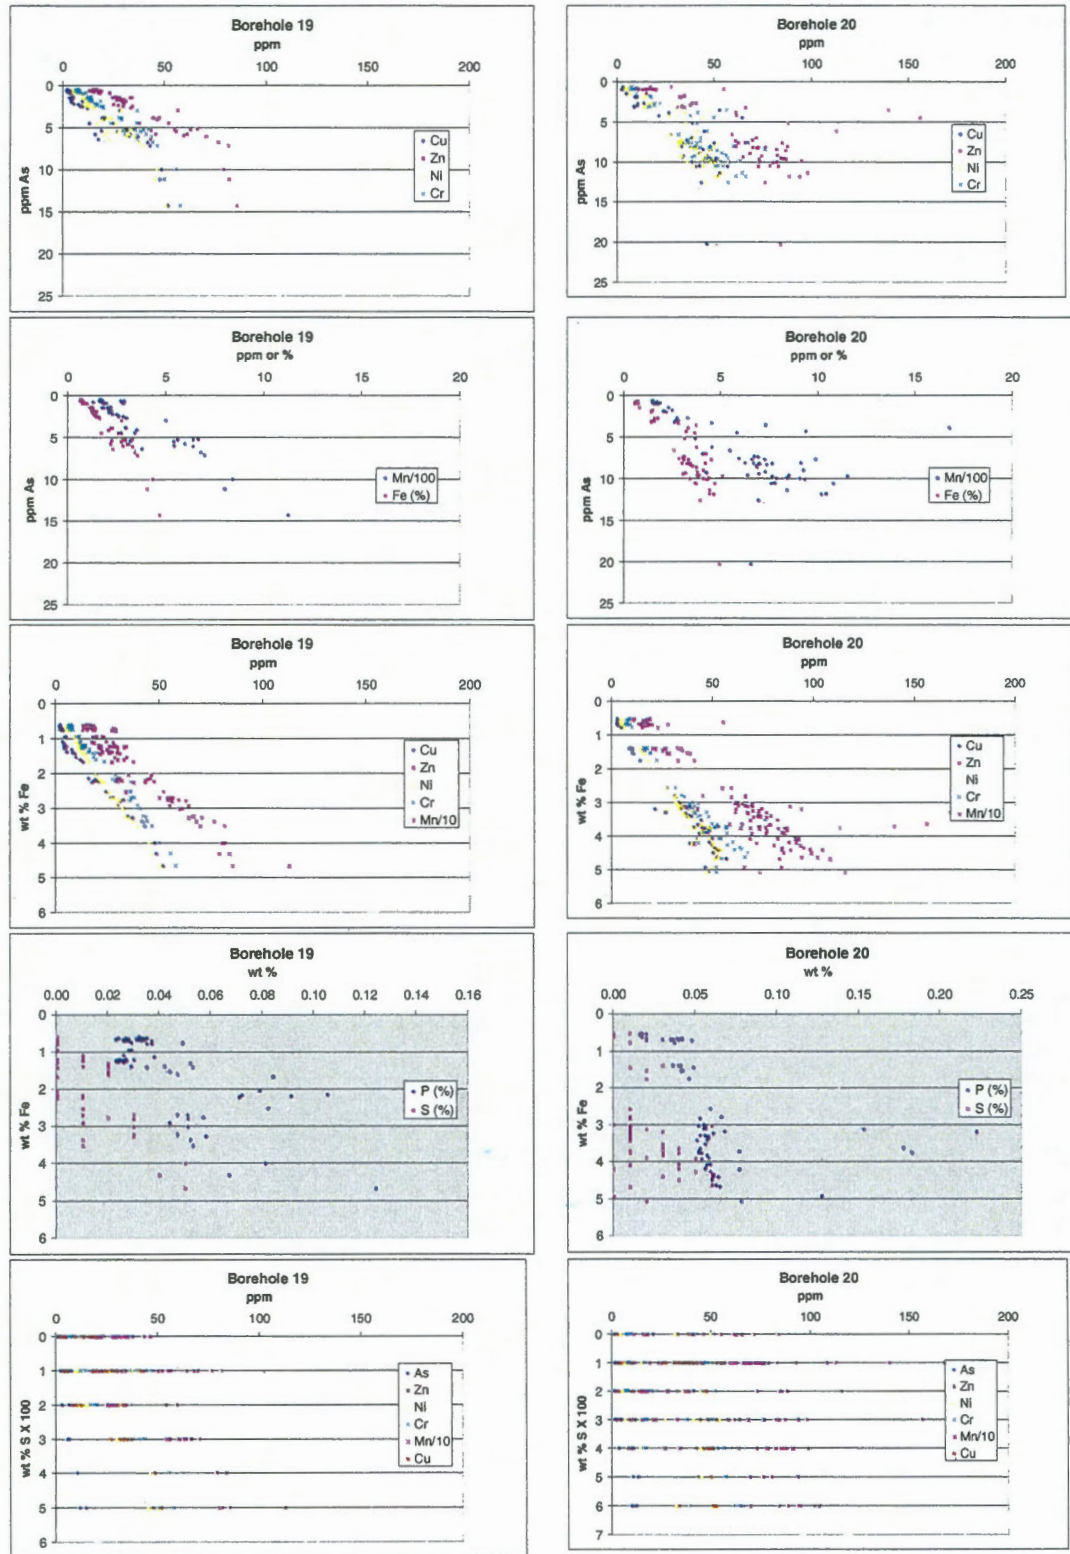 Borehole 19
ppm
0 50 100 150 200
0
5
10
15
20
25
ppm As
Cu
Zn
Ni
Cr
Borehole 20
ppm
0 50 100 150 200
0
5
10
15
20
25
ppm As
Cu
Zn
Ni
Cr
Borehole 19
ppm or %
0 5 10 15 20
0
5
10
15
20
25
ppm As
Mn/100
Fe (%)
Borehole 20
ppm or %
0 5 10 15 20
0
5
10
15
20
25
ppm As
Mn/100
Fe (%)
Borehole 19
ppm
0 50 100 150 200
0
1
2
3
4
5
6
wt % Fe
Cu
Zn
Ni
Cr
Mn/10
Borehole 20
ppm
0 50 100 150 200
0
1
2
3
4
5
6
wt % Fe
Cu
Zn
Ni
Cr
Mn/10
Borehole 19
wt %
0.00 0.02 0.04 0.06 0.08 0.10 0.12 0.14 0.16
0
1
2
3
4
5
6
wt % Fe
P (%)
S (%)
Borehole 20
wt %
0.00 0.05 0.10 0.15 0.20 0.25
0
1
2
3
4
5
6
wt % Fe
P (%)
S (%)
Borehole 19
ppm
0 50 100 150 200
0
1
2
3
4
5
6
wt % S X 100
As
Zn
Ni
Cr
Mn/10
Cu
Borehole 20
ppm
0 50 100 150 200
0
1
2
3
4
5
6
7
wt % S X 100
As
Zn
Ni
Cr
Mn/10
Cu